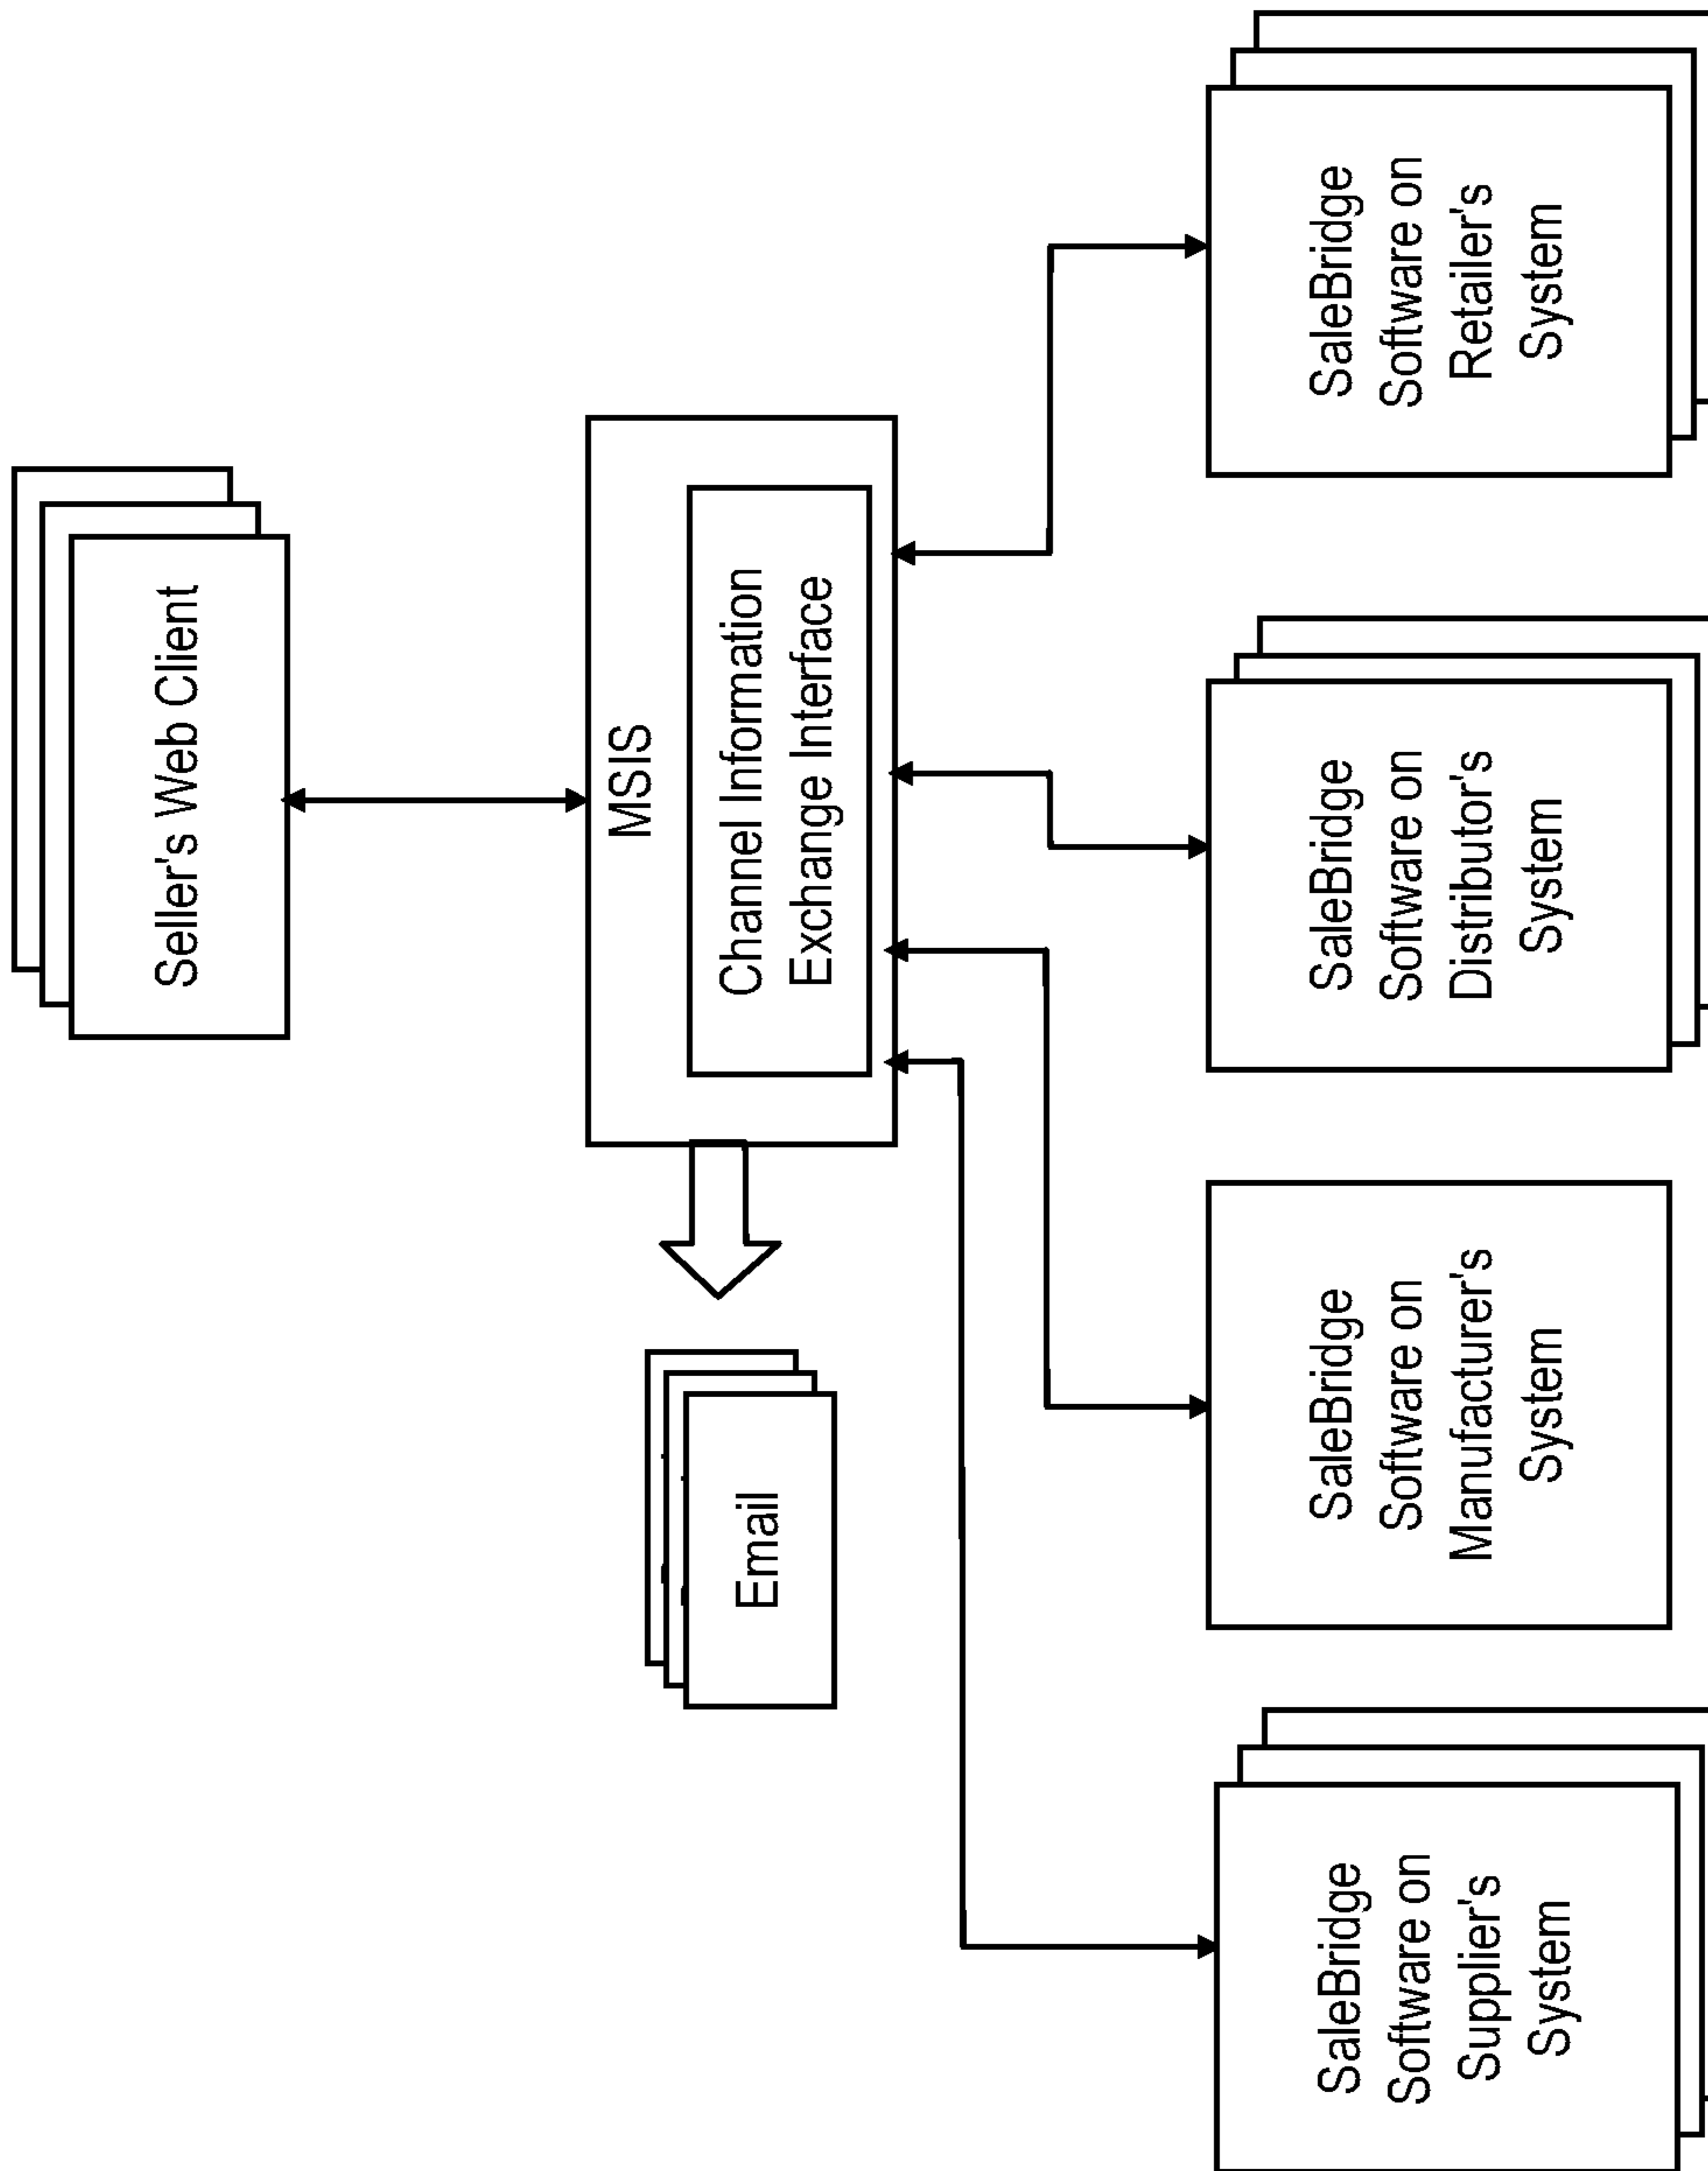 Seller's Web Client
MSIS
Channel Information
Exchange Interface
Email
SaleBridge
Software on
Supplier's
System
SaleBridge
Software on
Manufacturer's
System
SaleBridge
Software on
Distributor's
System
SaleBridge
Software on
Retailer's
System